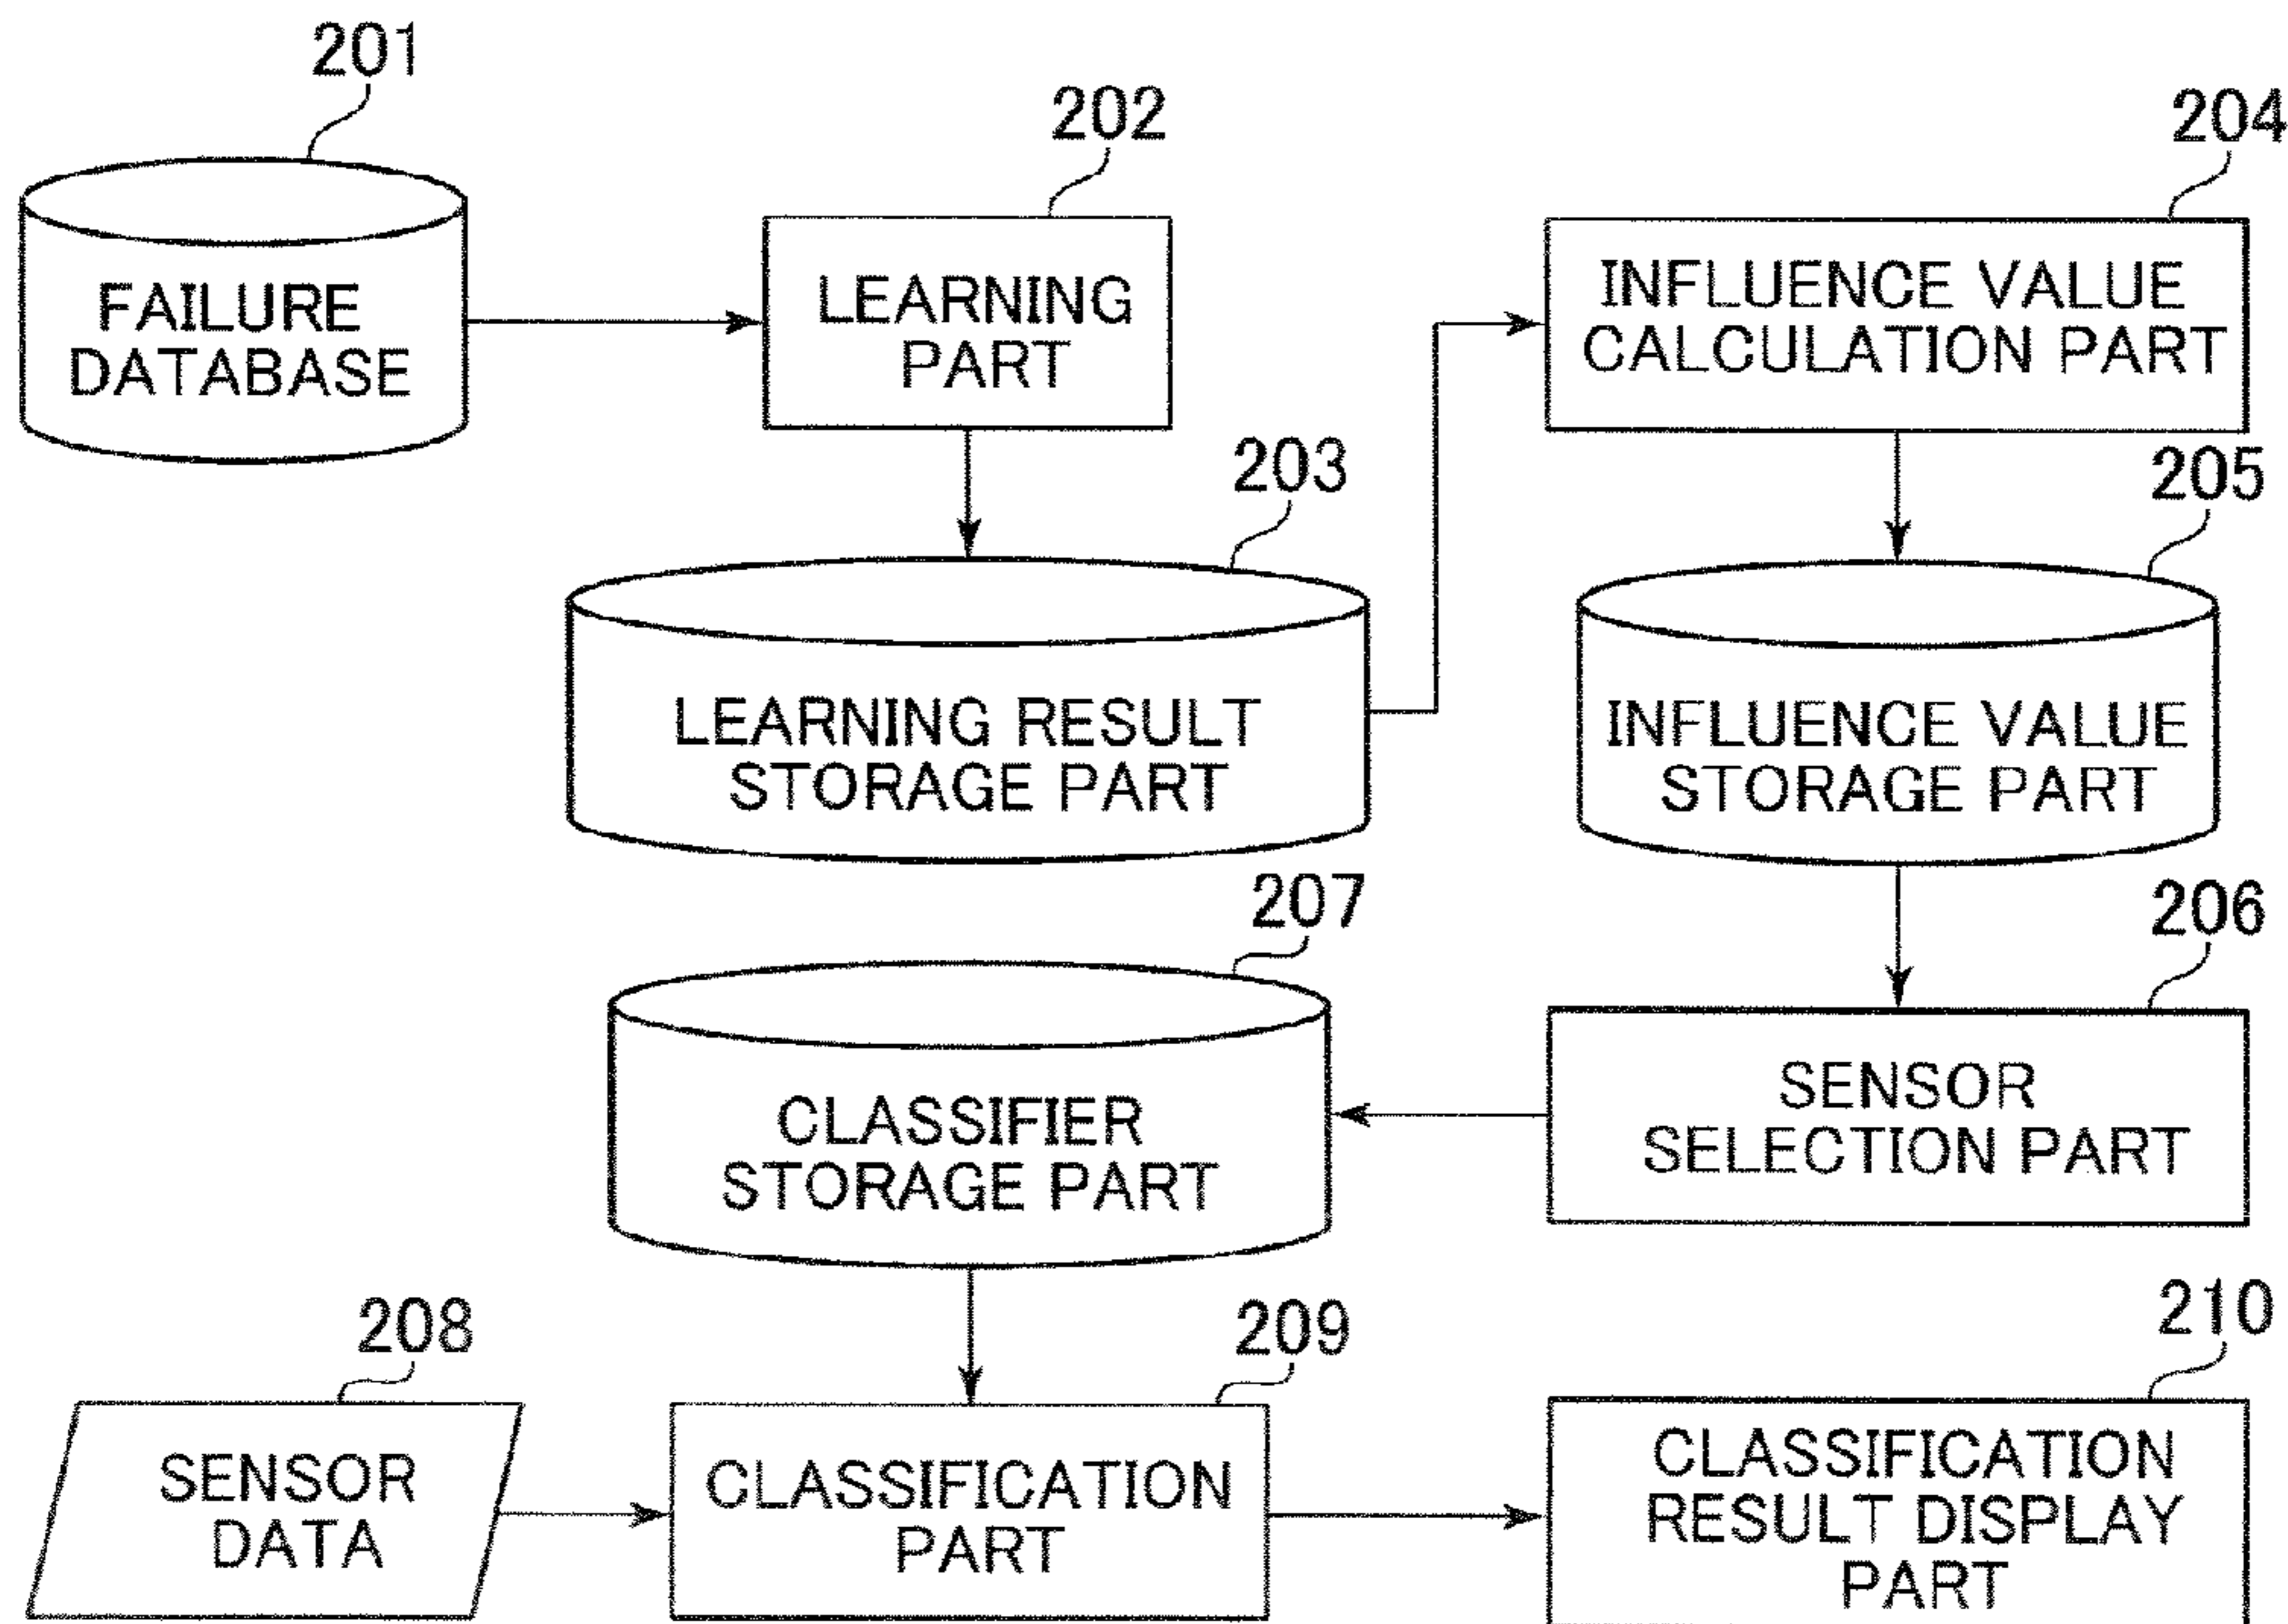 201
FAILURE
DATABASE
202
LEARNING
PART
203
LEARNING RESULT
STORAGE PART
204
INFLUENCE VALUE
CALCULATION PART
205
INFLUENCE VALUE
STORAGE PART
206
SENSOR
SELECTION PART
207
CLASSIFIER
STORAGE PART
208
SENSOR
DATA
209
CLASSIFICATION
PART
210
CLASSIFICATION
RESULT DISPLAY
PART